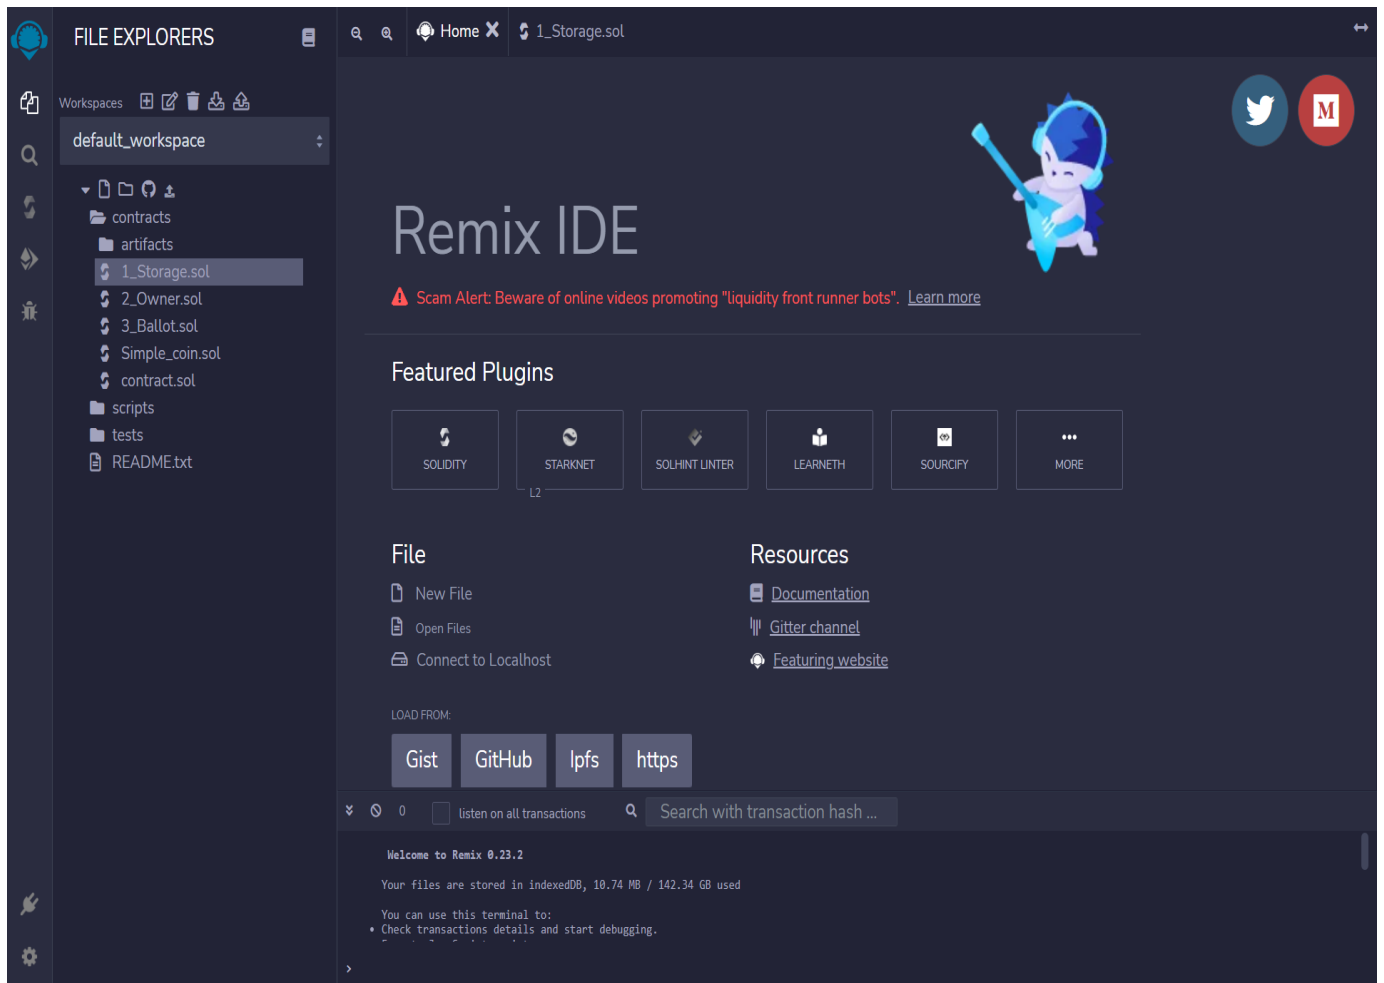 FILE EXPLORERS
Home
1_Storage.sol
Workspaces
default_workspace
contracts
artifacts
1_Storage.sol
2_Owner.sol
3_Ballot.sol
Simple_coin.sol
contract.sol
scripts
tests
README.txt
M
Remix IDE
Scam Alert: Beware of online videos promoting "liquidity front runner bots". Learn more
Featured Plugins
SOLIDITY
STARKNET
L2
SOLHINT LINTER
LEARNETH
SOURCIFY
MORE
File
New File
Open Files
Connect to Localhost
Resources
Documentation
Gitter channel
Featuring website
LOAD FROM:
Gist GitHub Ipfs https
0 listen on all transactions Search with transaction hash ...
Welcome to Remix 0.23.2
Your files are stored in indexedDB, 10.74 MB / 142.34 GB used
You can use this terminal to:
• Check transactions details and start debugging.
>